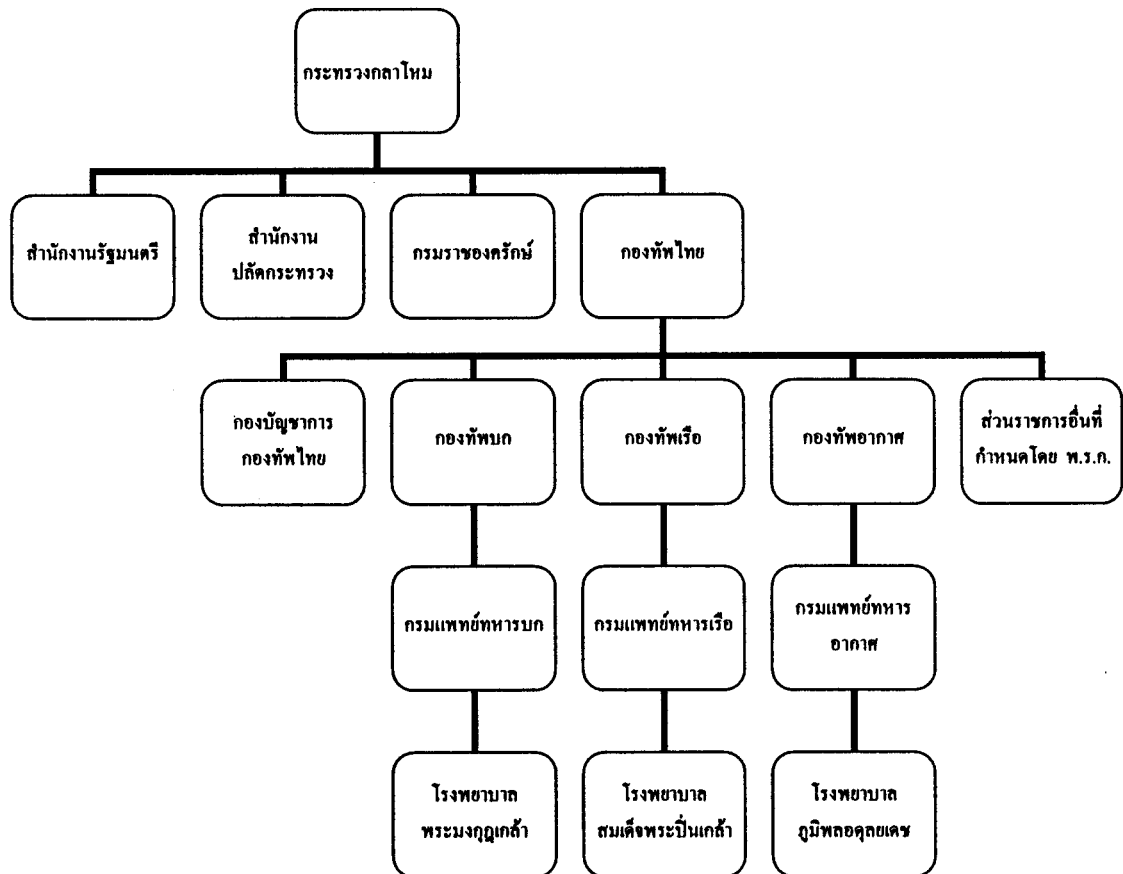 กระทรวงกลาโหม
สำนักงานรัฐมนตรี
สำนักงาน
ปลัดกระทรวง
กรมราชองครักษ์
กองทัพไทย
กองบัญชาการ
กองทัพไทย
กองทัพบก
กองทัพเรือ
กองทัพอากาศ
ส่วนราชการอื่นที่
กำหนดโดย พ.ร.ก.
กรมแพทย์ทหารบก
กรมแพทย์ทหารเรือ
กรมแพทย์ทหาร
อากาศ
โรงพยาบาล
พระมงกุฎเกล้า
โรงพยาบาล
สมเด็จพระปิ่นเกล้า
โรงพยาบาล
ภูมิพลอดุลยเดช